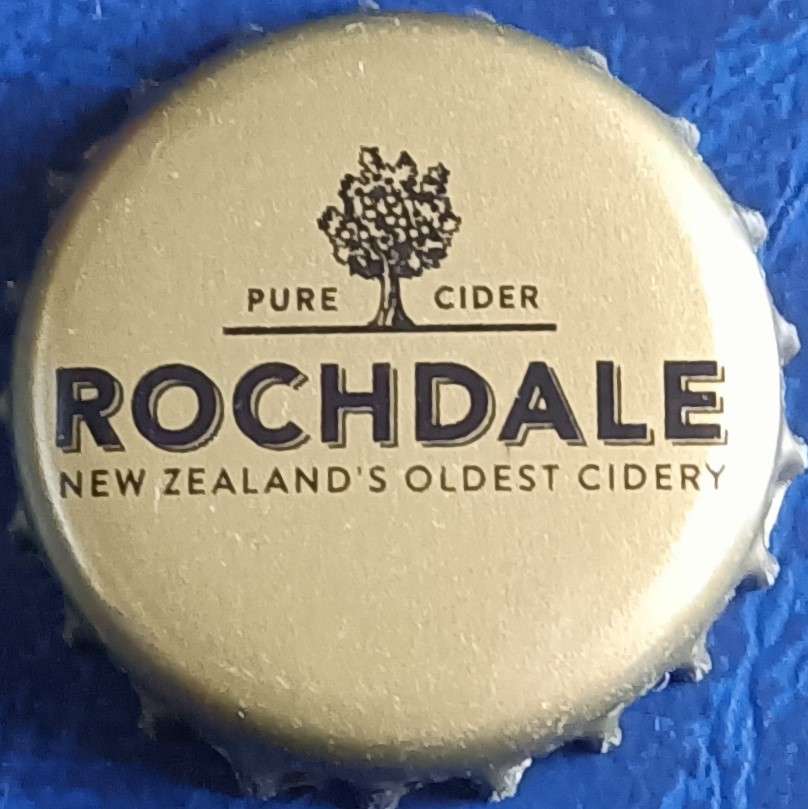 PURE CIDER
ROCHDALE
NEW ZEALAND'S OLDEST CIDERY